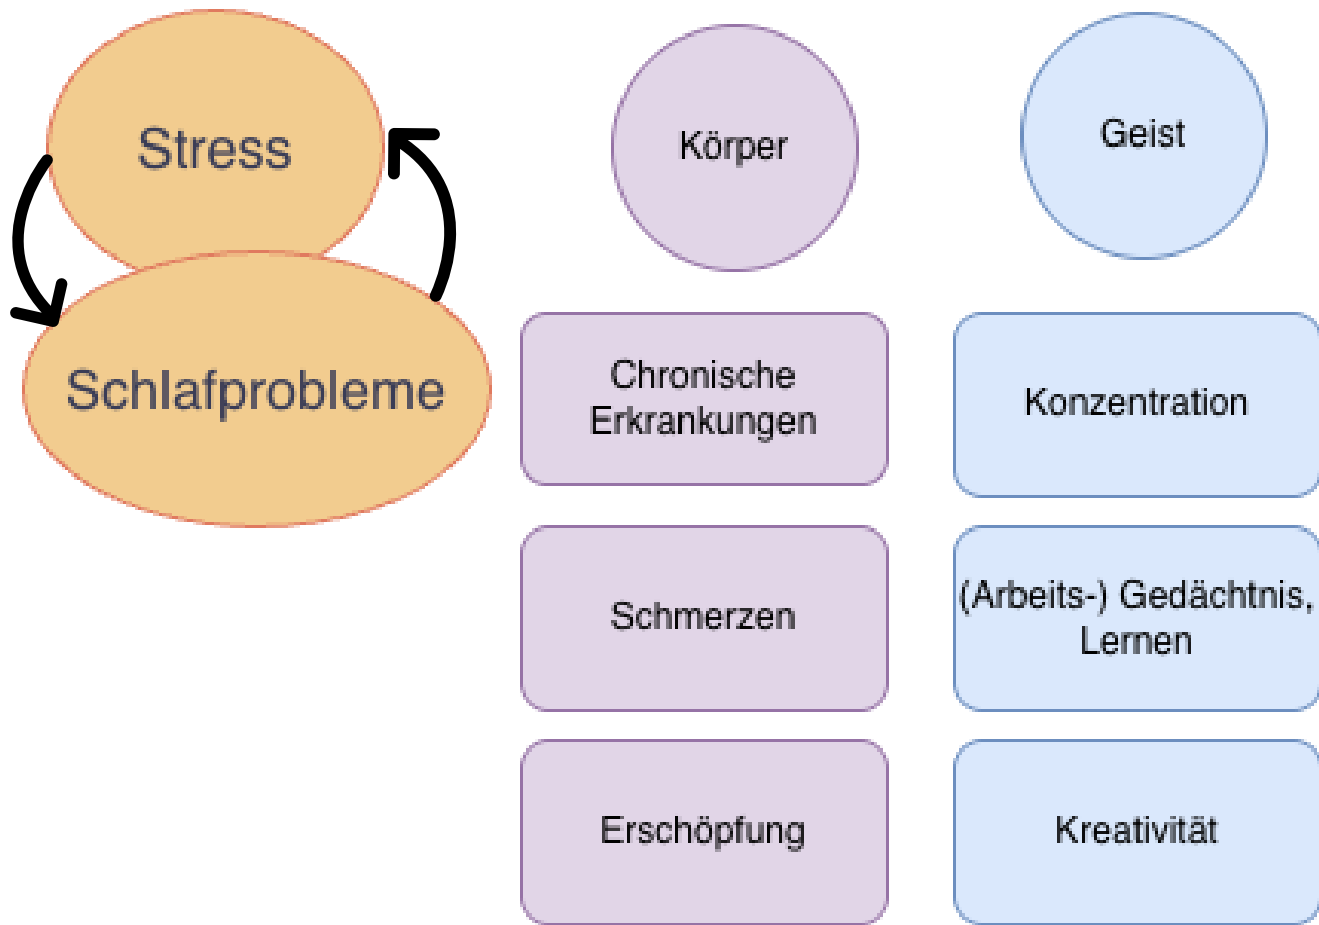 Stress
Schlafprobleme
Körper
Chronische
Erkrankungen
Schmerzen
Erschöpfung
Geist
Konzentration
(Arbeits-) Gedächtnis,
Lernen
Kreativität